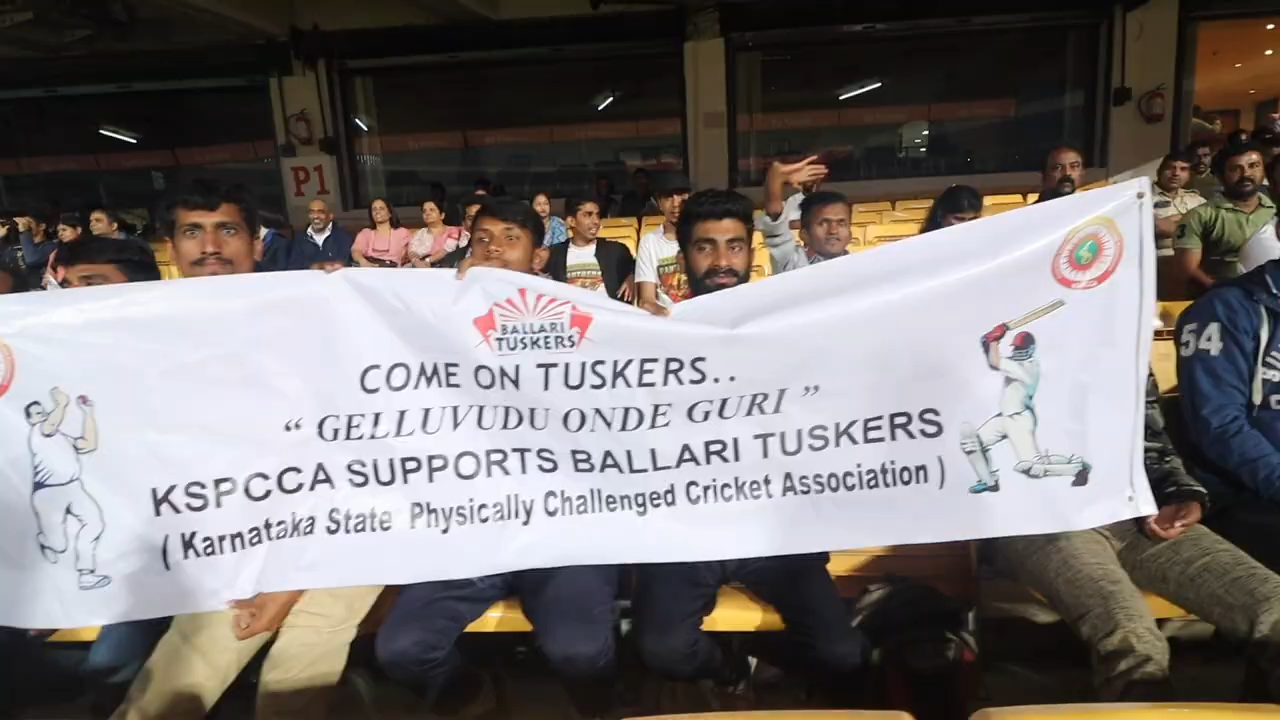 P1
54
BALLARI
TUSKERS
COME ON TUSKERS..
“ GELLUVUDU ONDE GURI ”
KSPCCA SUPPORTS BALLARI TUSKERS
( Karnataka State Physically Challenged Cricket Association )